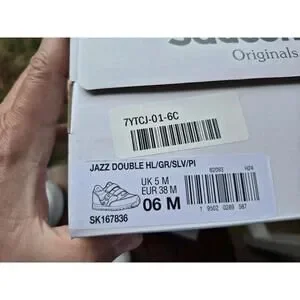 Originals
7YTCJ-01-6C
JAZZ DOUBLE HL/GR/SLV/PI
UK 5 M
EUR 38 M
06 M
SK167836